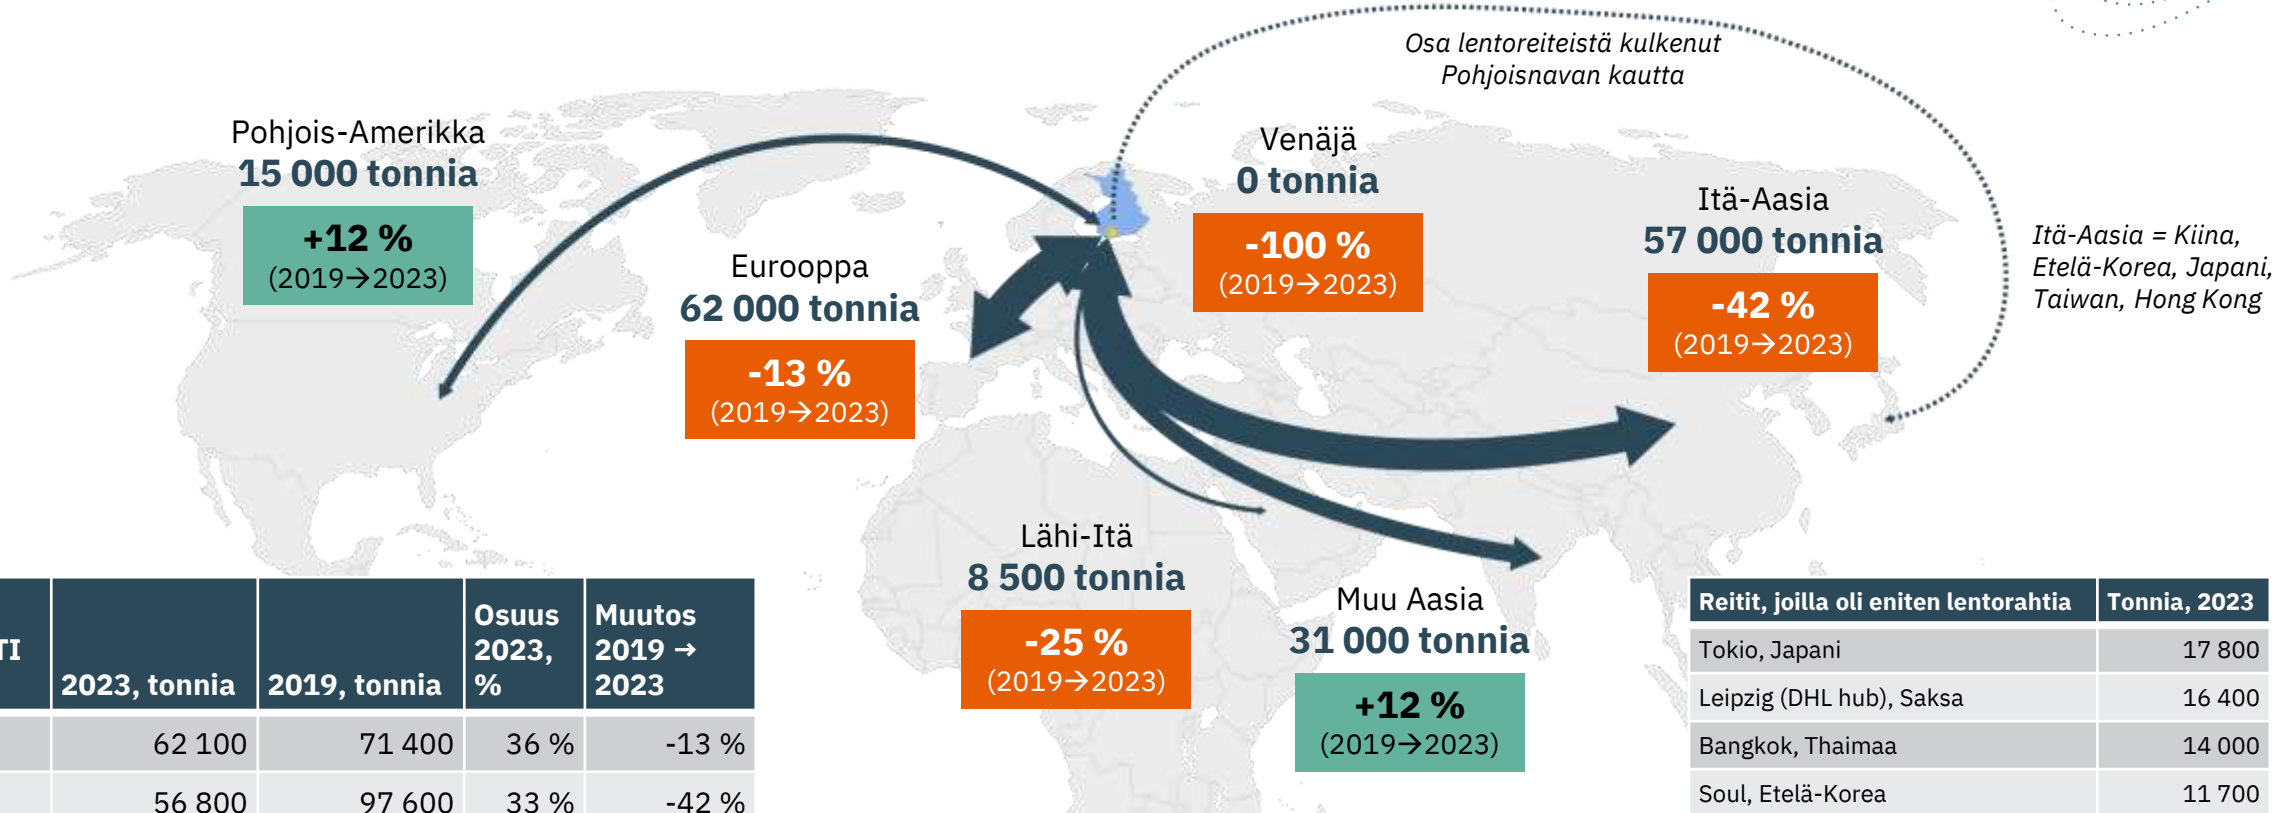 Osa lentoreiteistä kulkenut
Pohjoisnavan kautta
Pohjois-Amerikka
15 000 tonnia
+12 %
(2019→2023)
Eurooppa
62 000 tonnia
-13 %
(2019→2023)
Venäjä
0 tonnia
-100 %
(2019→2023)
Itä-Aasia
57 000 tonnia
-42 %
(2019→2023)
Itä-Aasia = Kiina,
Etelä-Korea, Japani,
Taiwan, Hong Kong
Lähi-Itä
8 500 tonnia
-25 %
(2019→2023)
Muu Aasia
31 000 tonnia
+12 %
(2019→2023)
TI 2023, tonnia 2019, tonnia Osuus 2023, % Muutos 2019 → 2023
62 100 71 400 36 % -13 %
56 800 97 600 33 % -42 %
Reitit, joilla oli eniten lentorahtia Tonnia, 2023
Tokio, Japani 17 800
Leipzig (DHL hub), Saksa 16 400
Bangkok, Thaimaa 14 000
Soul, Etelä-Korea 11 700